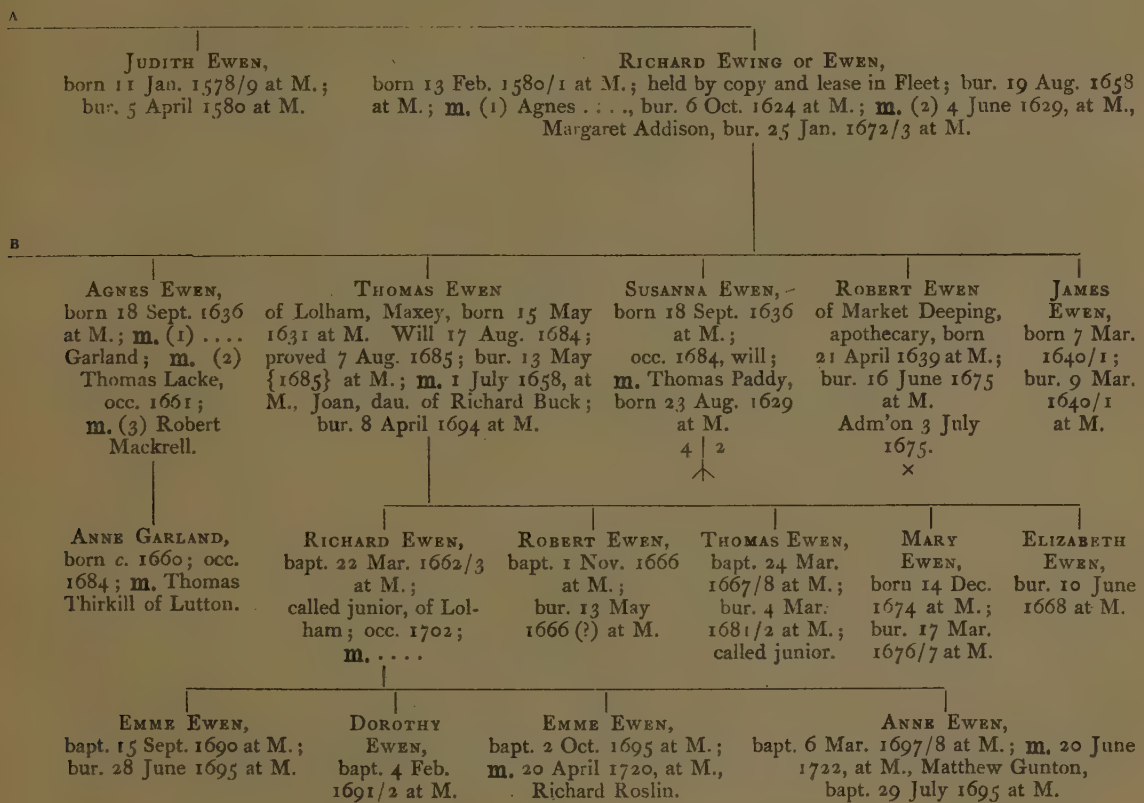 A
JUDITH EWEN,
born 11 Jan. 1578/9 at M.;
bur. 5 April 1580 at M.
RICHARD EWING or EWEN,
born 13 Feb. 1580/1 at M.; held by copy and lease in Fleet; bur. 19 Aug. 1658
at M.; m. (1) Agnes . . . ., bur. 6 Oct. 1624 at M.; m. (2) 4 June 1629, at M.,
Margaret Addison, bur. 25 Jan. 1672/3 at M.
B
AGNES EWEN,
born 18 Sept. 1636
at M.; m. (1) . . . .
Garland; m. (2)
Thomas Lacke,
occ. 1661;
m. (3) Robert
Mackrell.
THOMAS EWEN
of Lolham, Maxey, born 15 May
1631 at M. Will 17 Aug. 1684;
proved 7 Aug. 1685; bur. 13 May
{1685} at M.; m. 1 July 1658, at
M., Joan, dau. of Richard Buck;
bur. 8 April 1694 at M.
SUSANNA EWEN,
born 18 Sept. 1636
at M.;
occ. 1684, will;
m. Thomas Paddy,
born 23 Aug. 1629
at M.
4 | 2
ROBERT EWEN
of Market Deeping,
apothecary, born
21 April 1639 at M.;
bur. 16 June 1675
at M.
Adm'on 3 July
1675.
×
JAMES
EWEN,
born 7 Mar.
1640/1;
bur. 9 Mar.
1640/1
at M.
ANNE GARLAND,
born c. 1660; occ.
1684; m. Thomas
Thirkill of Lutton.
RICHARD EWEN,
bapt. 22 Mar. 1662/3
at M.;
called junior, of Lol-
ham; occ. 1702;
m. . . . .
ROBERT EWEN,
bapt. 1 Nov. 1666
at M.;
bur. 13 May
1666 (?) at M.
THOMAS EWEN,
bapt. 24 Mar.
1667/8 at M.;
bur. 4 Mar.
1681/2 at M.;
called junior.
MARY
EWEN,
born 14 Dec.
1674 at M.;
bur. 17 Mar.
1676/7 at M.
ELIZABETH
EWEN,
bur. 10 June
1668 at M.
EMME EWEN,
bapt. 15 Sept. 1690 at M.;
bur. 28 June 1695 at M.
DOROTHY
EWEN,
bapt. 4 Feb.
1691/2 at M.
EMME EWEN,
bapt. 2 Oct. 1695 at M.;
m. 20 April 1720, at M.,
Richard Roslin.
ANNE EWEN,
bapt. 6 Mar. 1697/8 at M.; m. 20 June
1722, at M., Matthew Gunton,
bapt. 29 July 1695 at M.